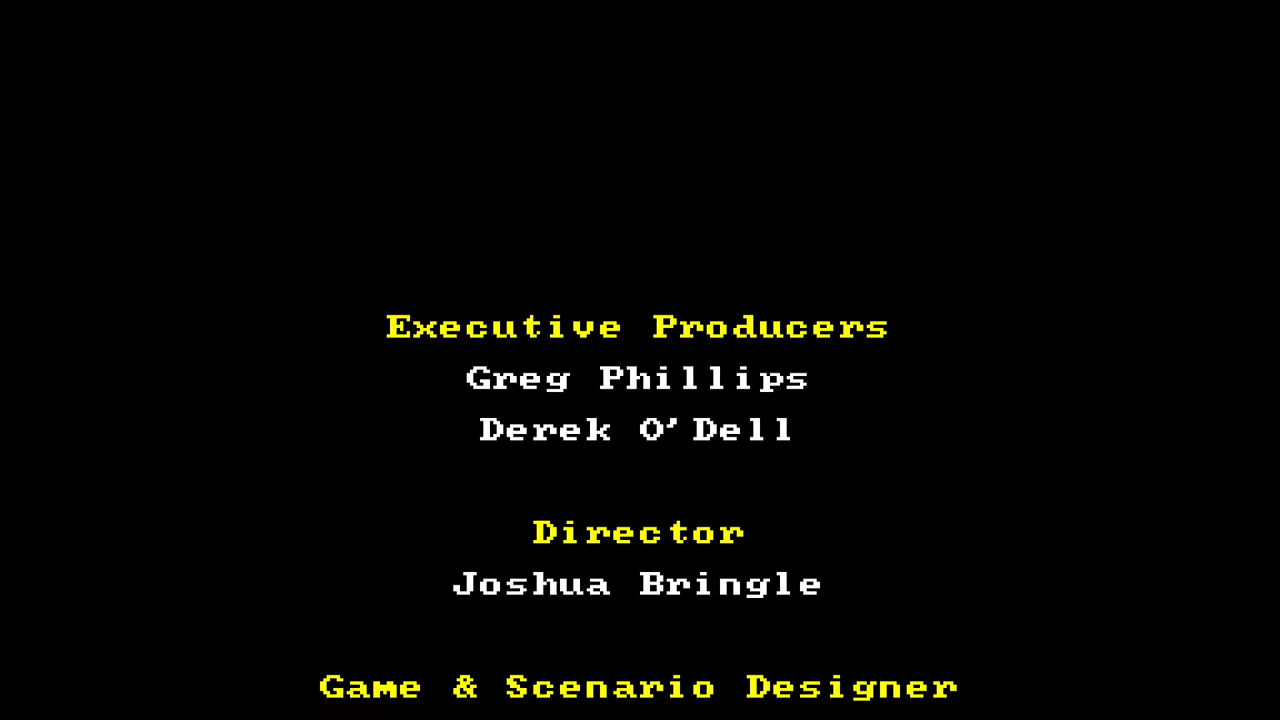 Executive Producers
Greg Phillips
Derek O'Dell
Director
Joshua Bringle
Game & Scenario Designer